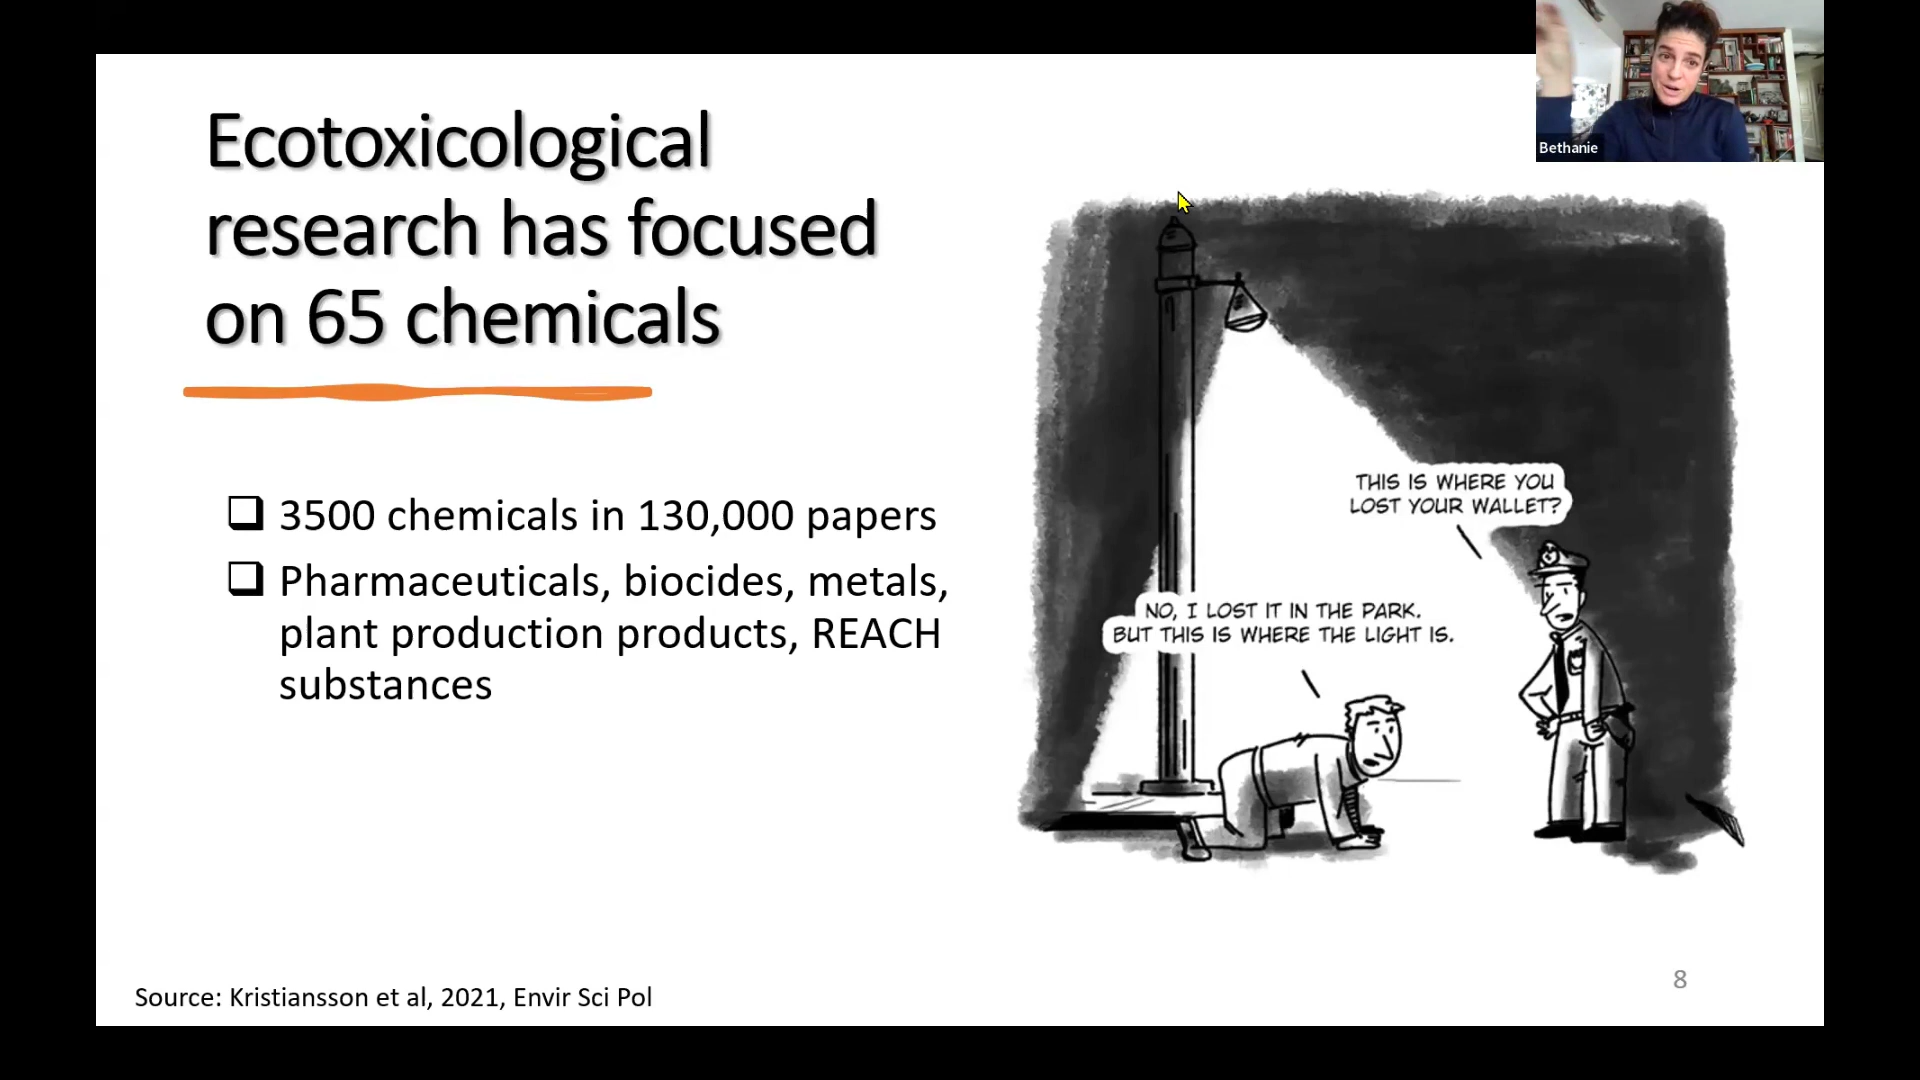 Bethanie
Ecotoxicological
research has focused
on 65 chemicals
3500 chemicals in 130,000 papers
Pharmaceuticals, biocides, metals,
plant production products, REACH
substances
THIS IS WHERE YOU
LOST YOUR WALLET?
NO, I LOST IT IN THE PARK.
BUT THIS IS WHERE THE LIGHT IS.
Source: Kristiansson et al, 2021, Envir Sci Pol
8